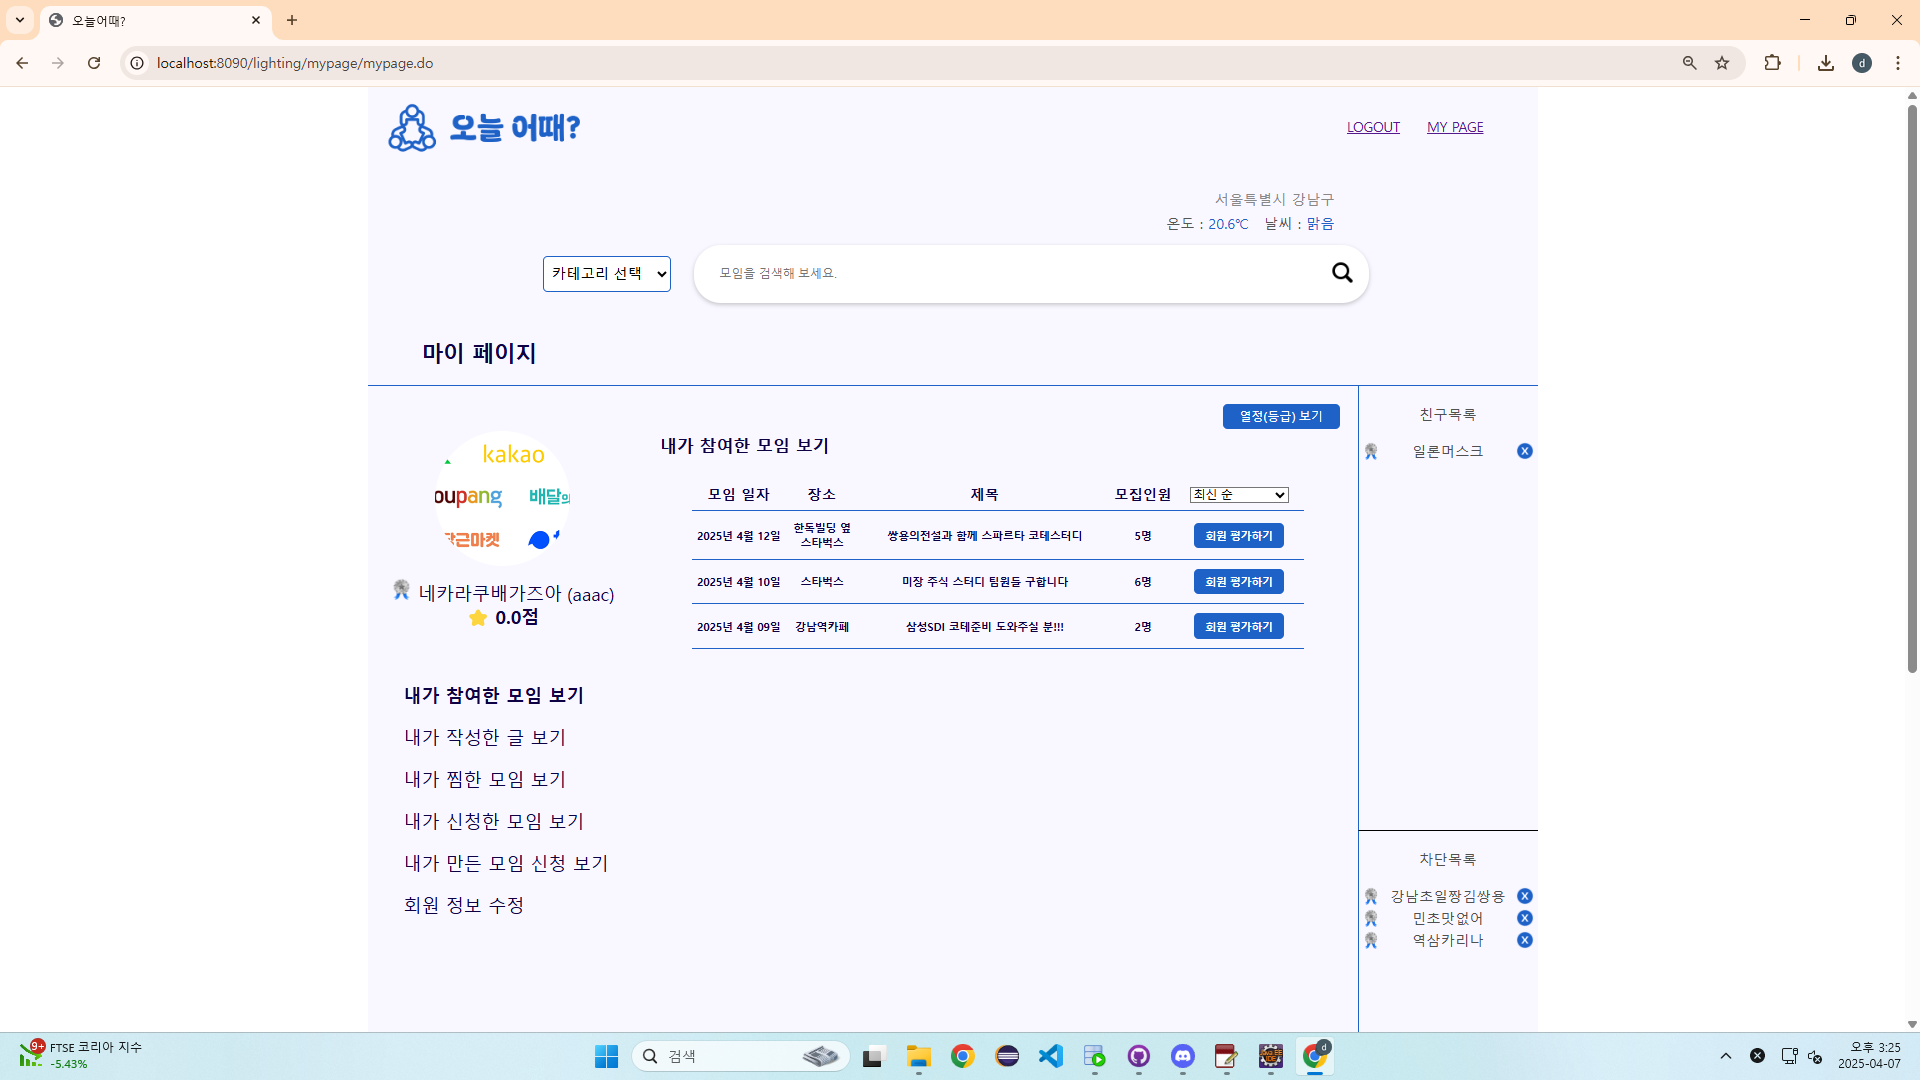 오늘어때?
localhost:8090/lighting/mypage/mypage.do
d
오늘 어때?
LOGOUT MY PAGE
서울특별시 강남구
온도 : 20.6℃ 날씨 : 맑음
카테고리 선택
모임을 검색해 보세요.
마이 페이지
열정(등급) 보기
내가 참여한 모임 보기
모임 일자 장소 제목 모집인원 최신 순
2025년 4월 12일 한독빌딩 옆 스타벅스 쌍용의전설과 함께 스파르타 코테스터디 5명 회원 평가하기
2025년 4월 10일 스타벅스 미장 주식 스터디 팀원들 구합니다 6명 회원 평가하기
2025년 4월 09일 강남역카페 삼성SDI 코테준비 도와주실 분!!! 2명 회원 평가하기
kakao
oupang 배달의
당근마켓
네카라쿠배가즈아 (aaac)
0.0점
내가 참여한 모임 보기
내가 작성한 글 보기
내가 찜한 모임 보기
내가 신청한 모임 보기
내가 만든 모임 신청 보기
회원 정보 수정
친구목록
일론머스크 X
차단목록
강남초일짱김쌍용 X
민초맛없어 X
역삼카리나 X
9+
FTSE 코리아 지수
-5.43%
검색
d
오후 3:25
2025-04-07